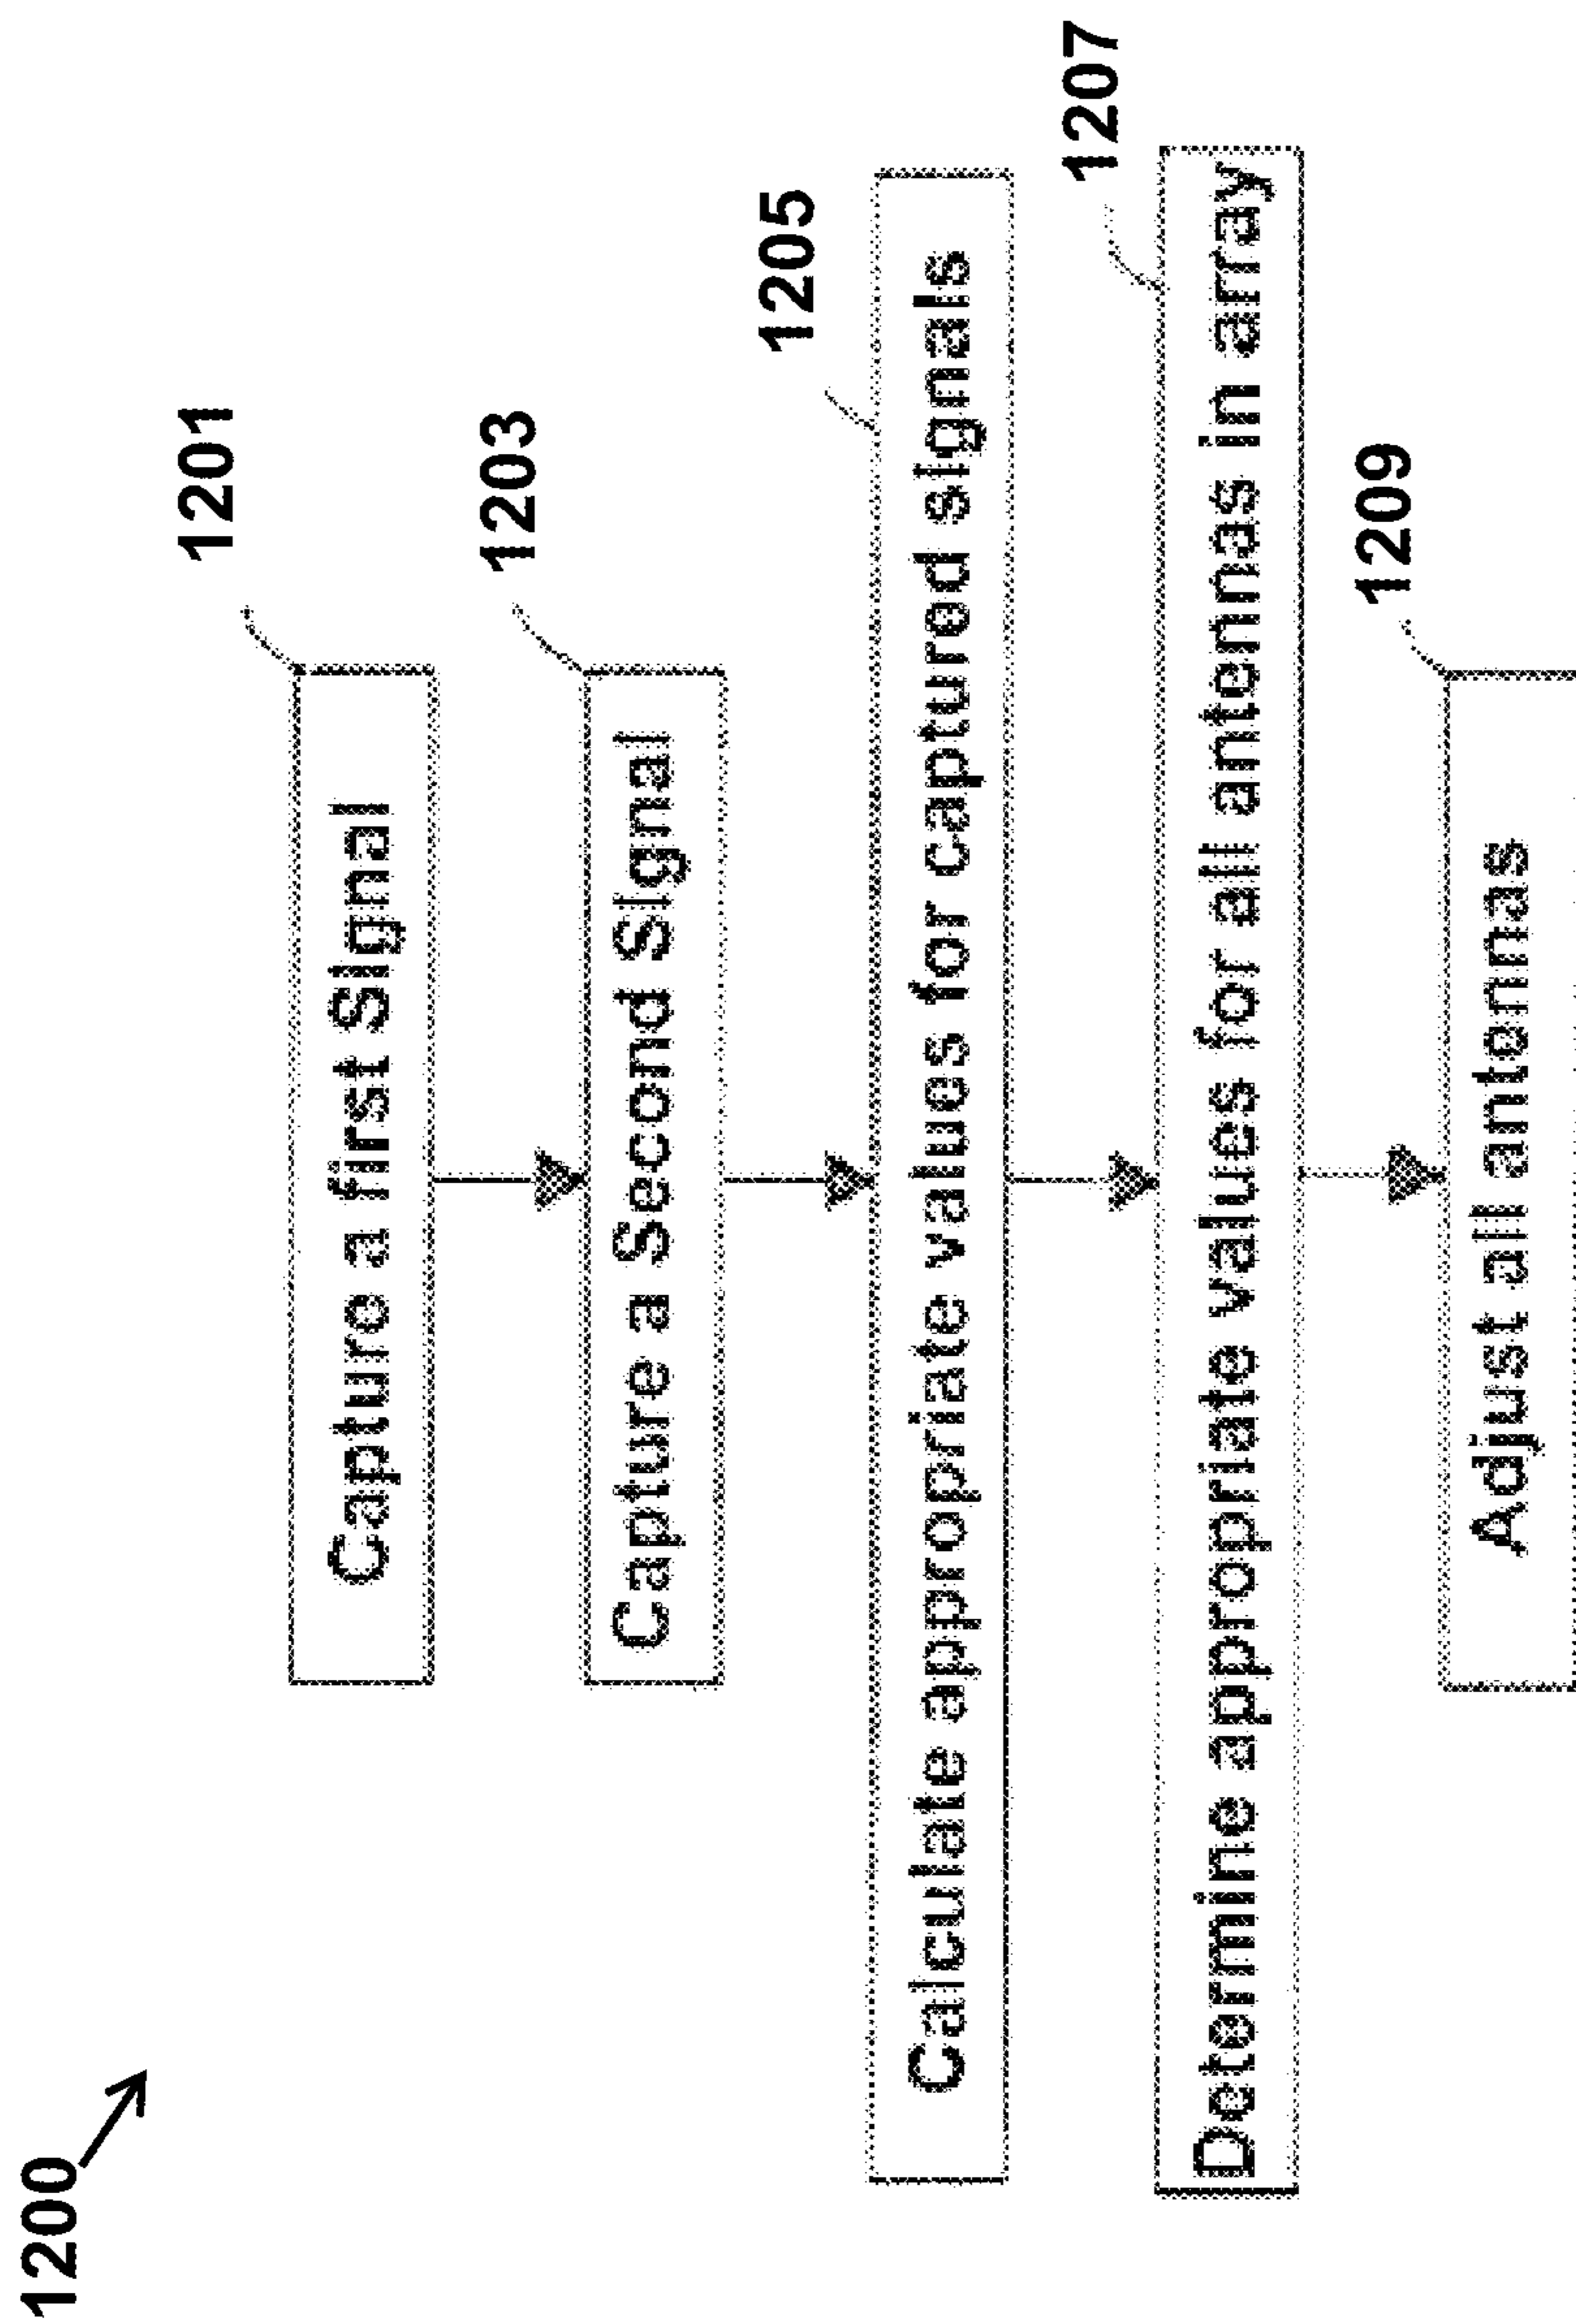 1200
1201
Capture a first Signal
1203
Capture a Second Signal
1205
Calculate appropriate values for captured signals
1207
Determine appropriate values for all antennas in array
1209
Adjust all antennas